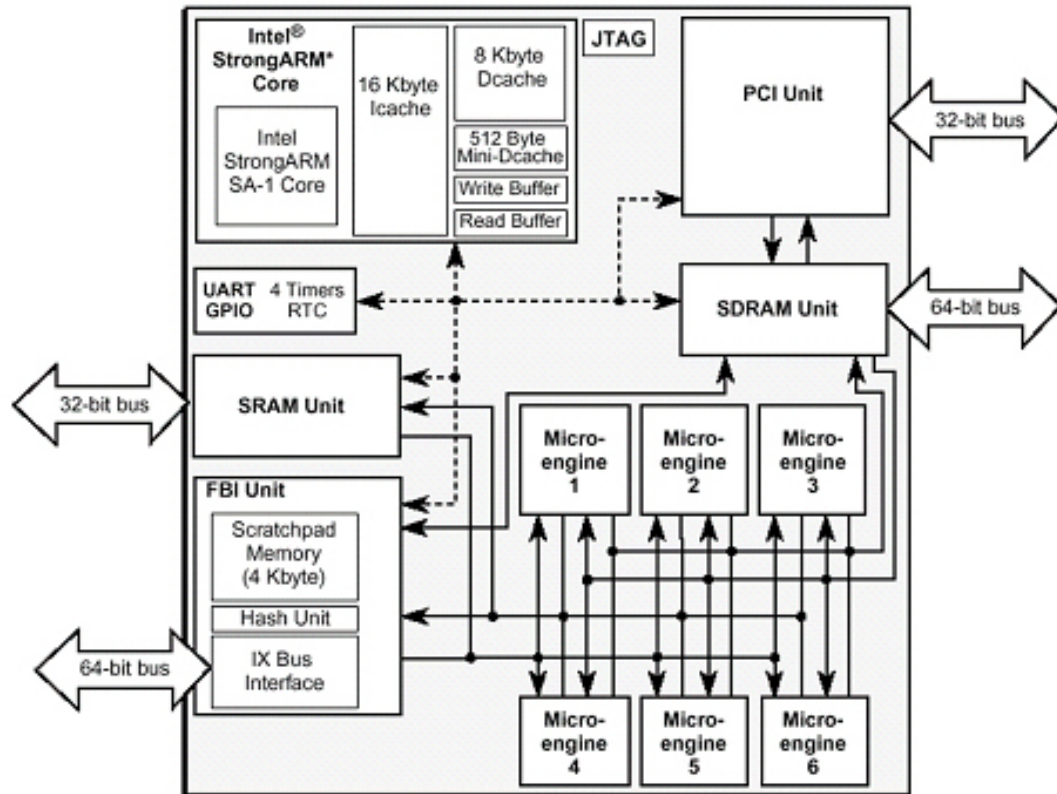 Intel®
StrongARM*
Core
16 Kbyte
Icache
8 Kbyte
Dcache
Intel
StrongARM
SA-1 Core
512 Byte
Mini-Dcache
Write Buffer
Read Buffer
JTAG
PCI Unit
32-bit bus
UART 4 Timers
GPIO RTC
SDRAM Unit
64-bit bus
SRAM Unit
32-bit bus
FBI Unit
Scratchpad
Memory
(4 Kbyte)
Hash Unit
IX Bus
Interface
64-bit bus
Micro-
engine
1
Micro-
engine
2
Micro-
engine
3
Micro-
engine
4
Micro-
engine
5
Micro-
engine
6